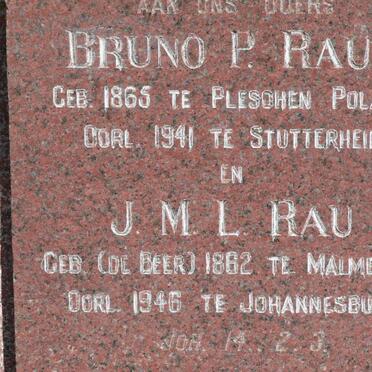 AAN ONS OUERS
BRUNO P. RAU
GEB. 1865 TE PLESCHEN POL
OORL. 1941 TE STUTTERHEI
EN
J. M. L. RAU
GEB. (DE BEER) 1862 TE MALME
OORL. 1946 TE JOHANNESBU
JOH. 14. 2-3.